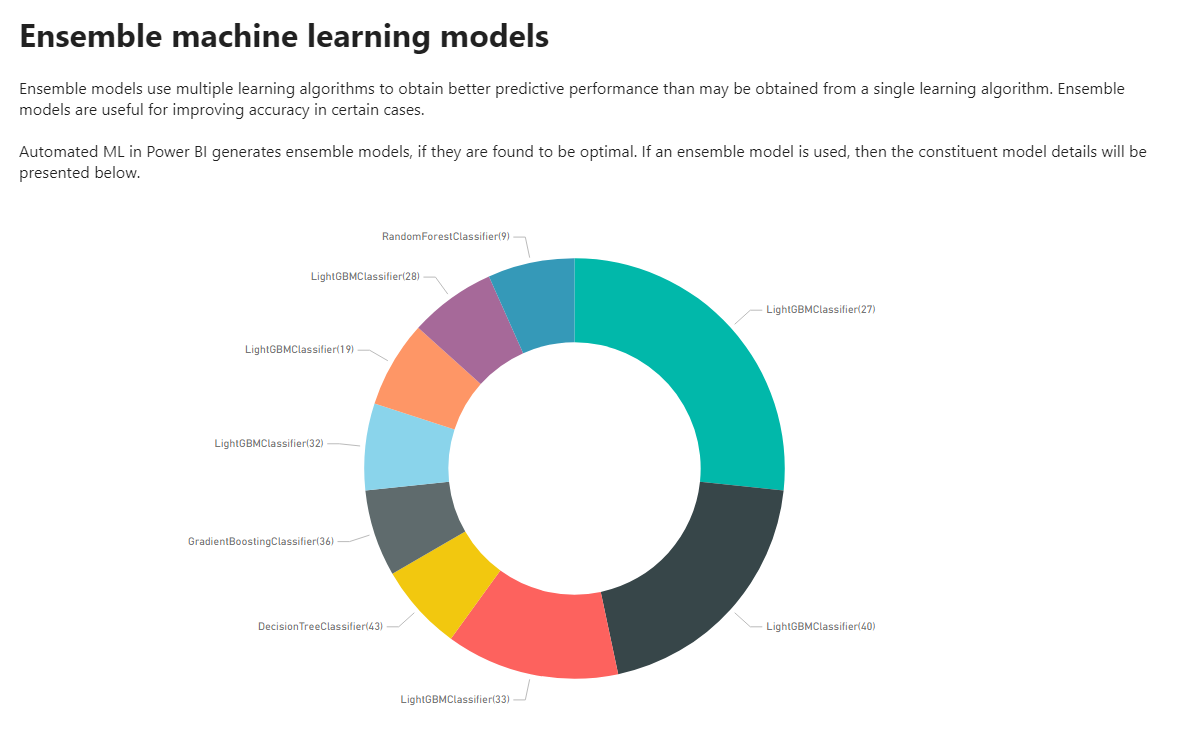 Ensemble machine learning models
Ensemble models use multiple learning algorithms to obtain better predictive performance than may be obtained from a single learning algorithm. Ensemble
models are useful for improving accuracy in certain cases.
Automated ML in Power BI generates ensemble models, if they are found to be optimal. If an ensemble model is used, then the constituent model details will be
presented below.
RandomForestClassifier(9)
LightGBMClassifier(28)
LightGBMClassifier(27)
LightGBMClassifier(19)
LightGBMClassifier(32)
GradientBoostingClassifier(36)
DecisionTreeClassifier(43)
LightGBMClassifier(40)
LightGBMClassifier(33)